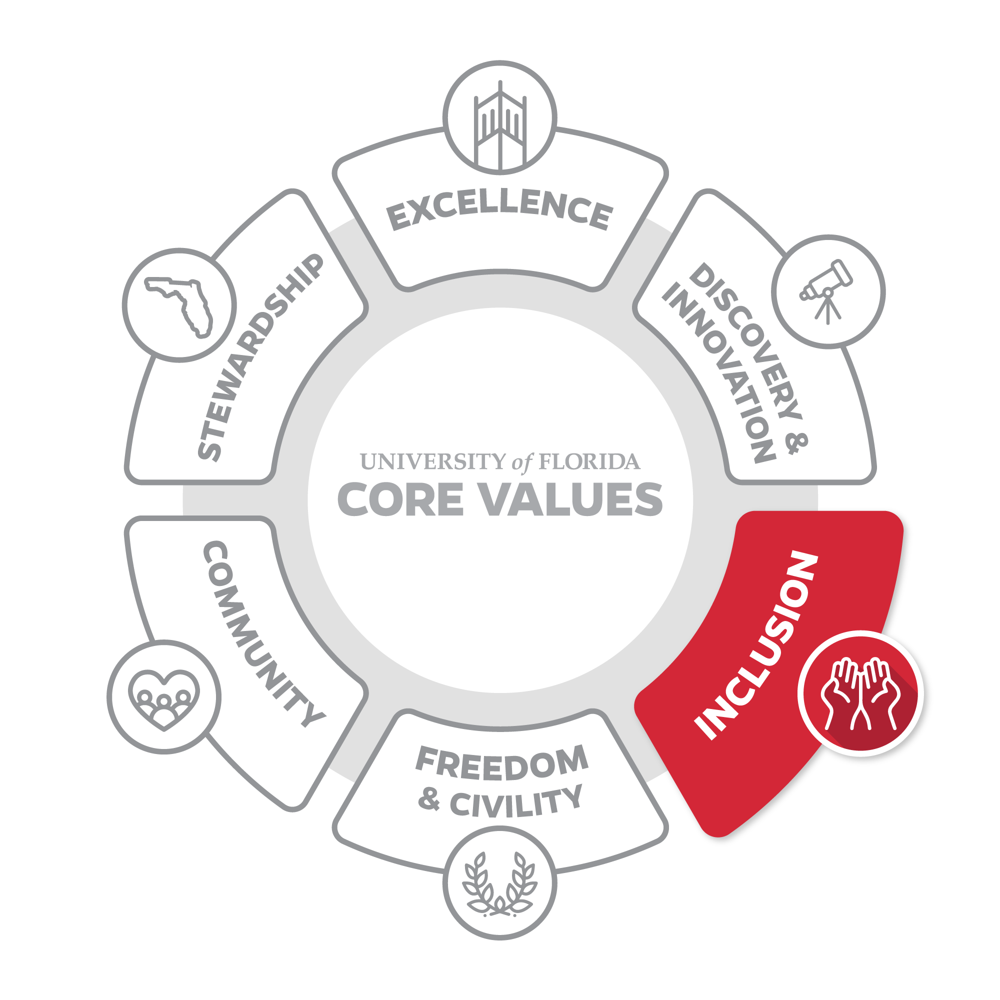 EXCELLENCE
DISCOVERY &
INNOVATION
INCLUSION
FREEDOM
& CIVILITY
COMMUNITY
STEWARDSHIP
UNIVERSITY of FLORIDA
CORE VALUES